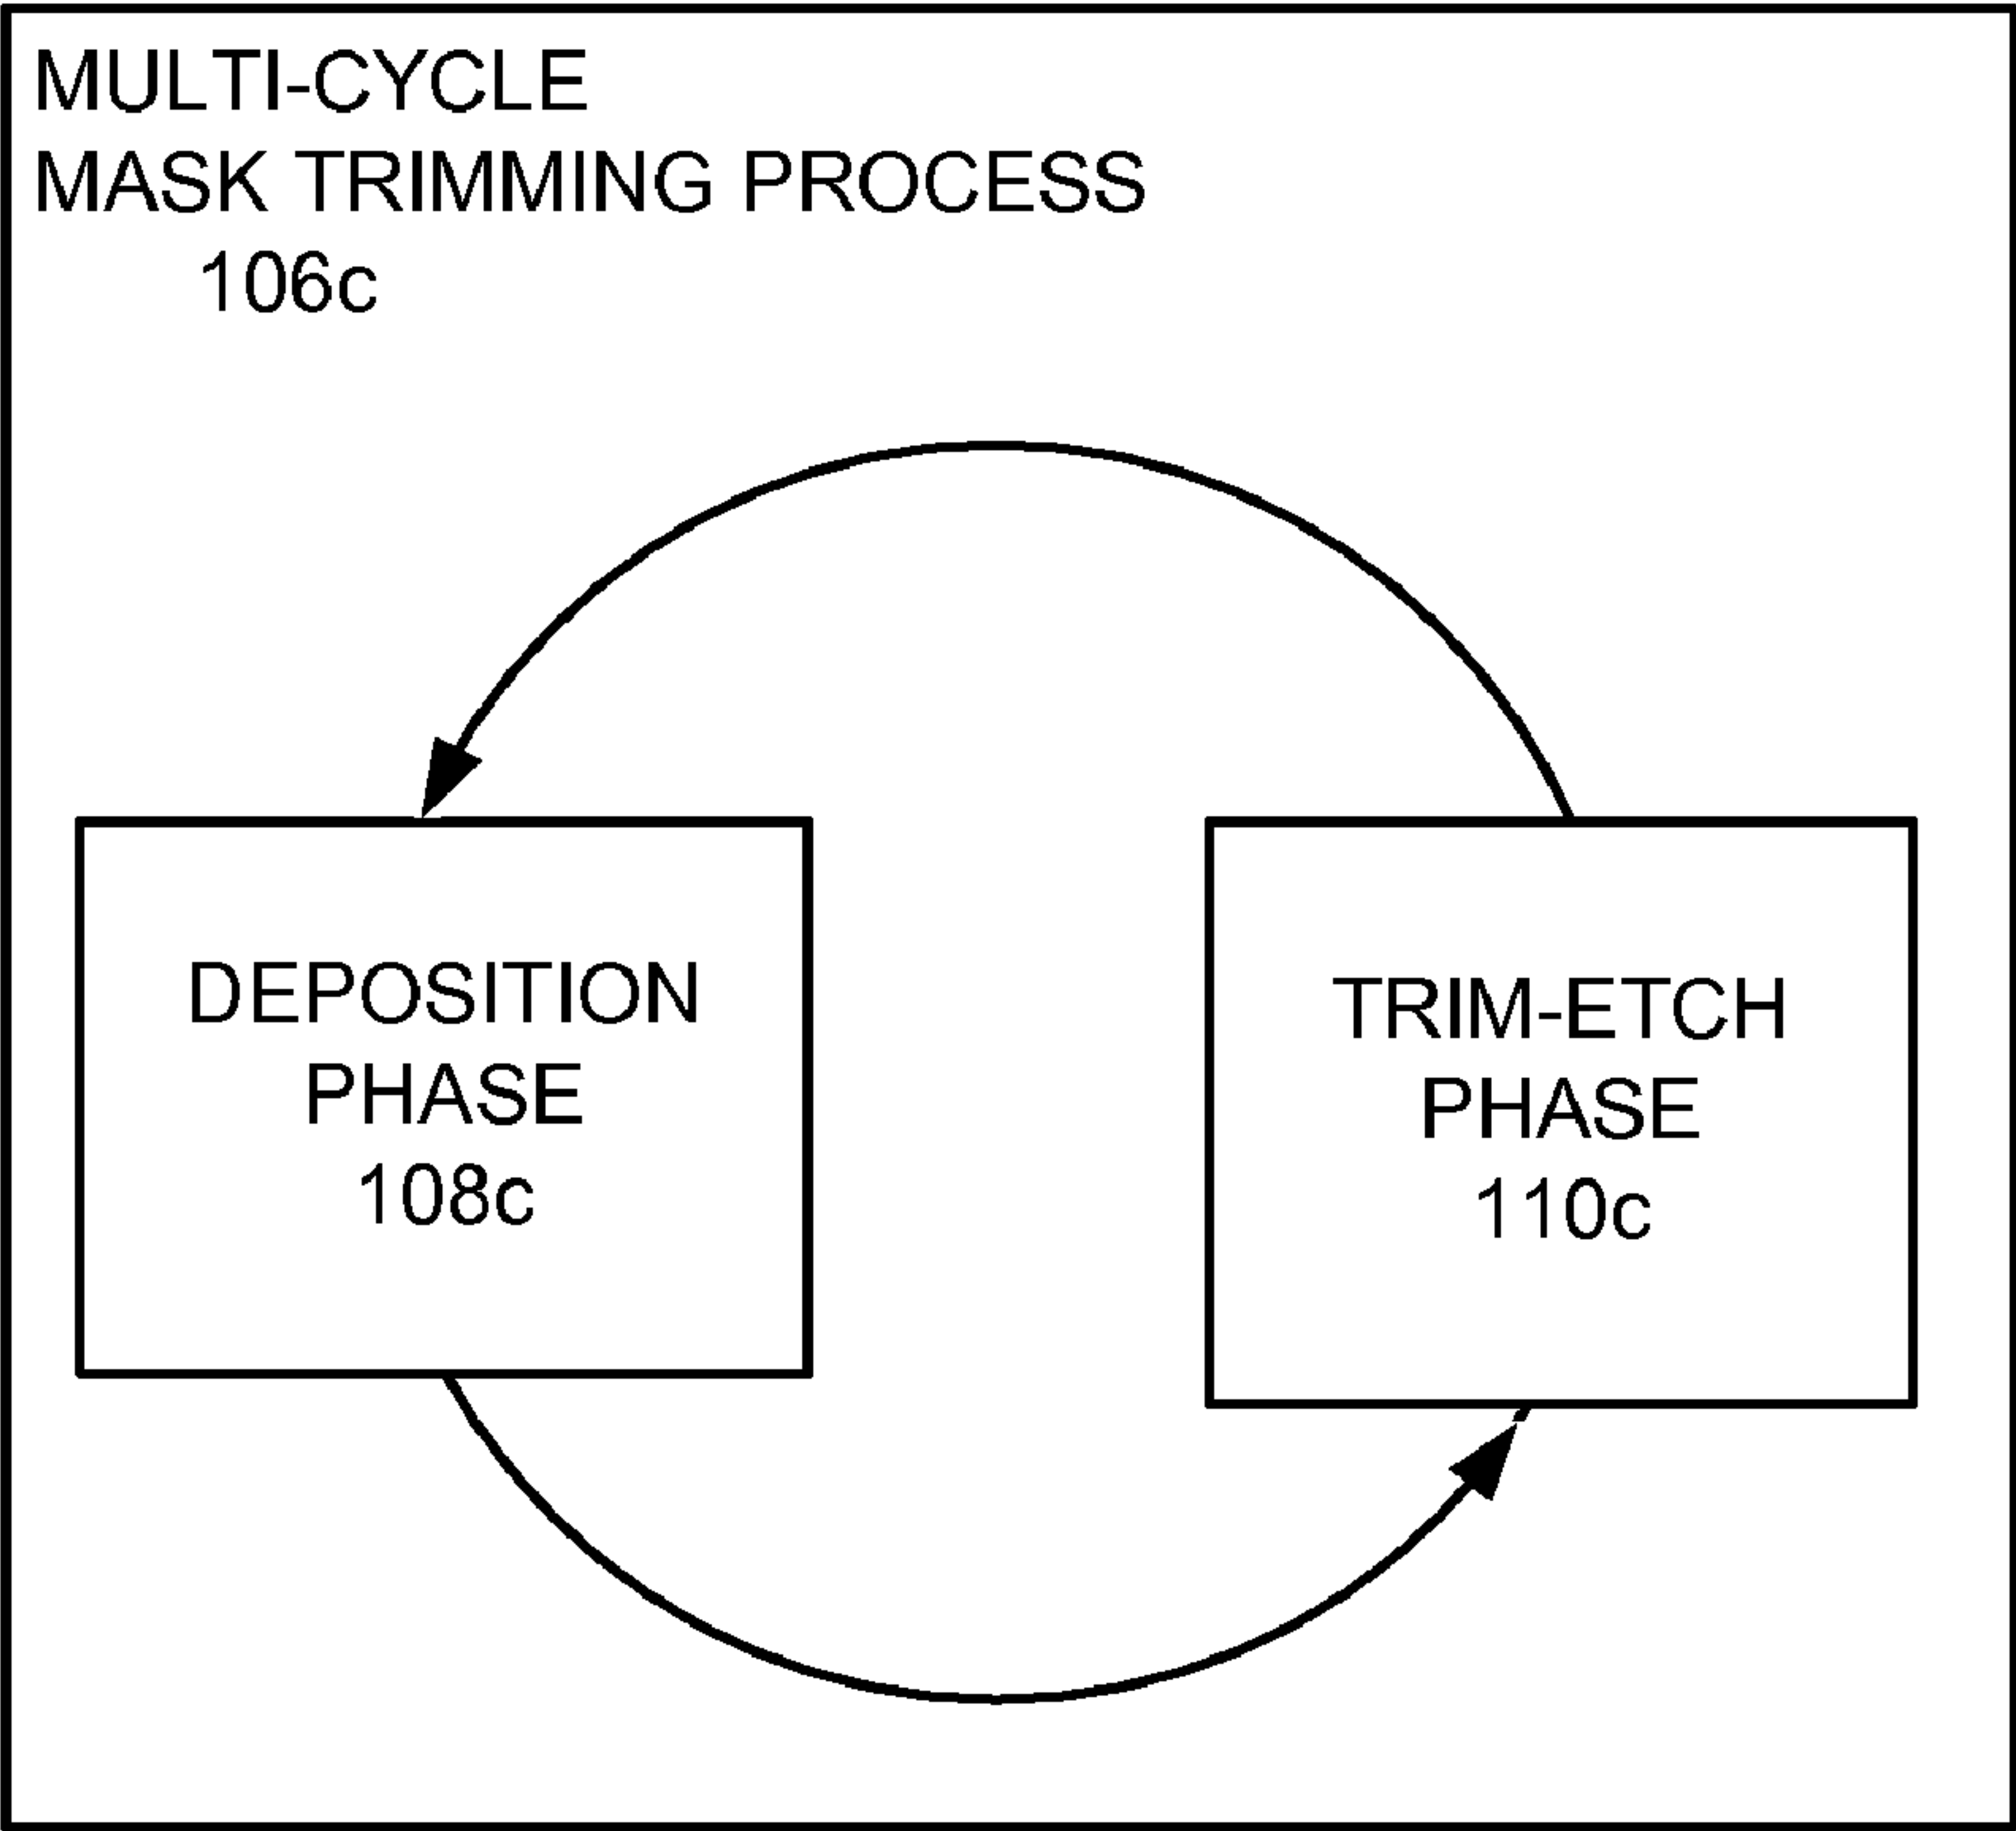 MULTI-CYCLE
MASK TRIMMING PROCESS
106c
DEPOSITION
PHASE
108c
TRIM-ETCH
PHASE
110c